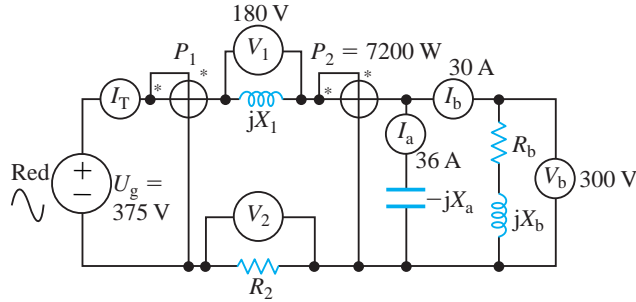 180 V
P1
V1
P2 = 7200 W
30 A
IT
*
*
*
*
Ib
jX1
Ia
36 A
Rb
Red
+
−
Ug =
375 V
V2
−jXa
jXb
Vb
300 V
R2